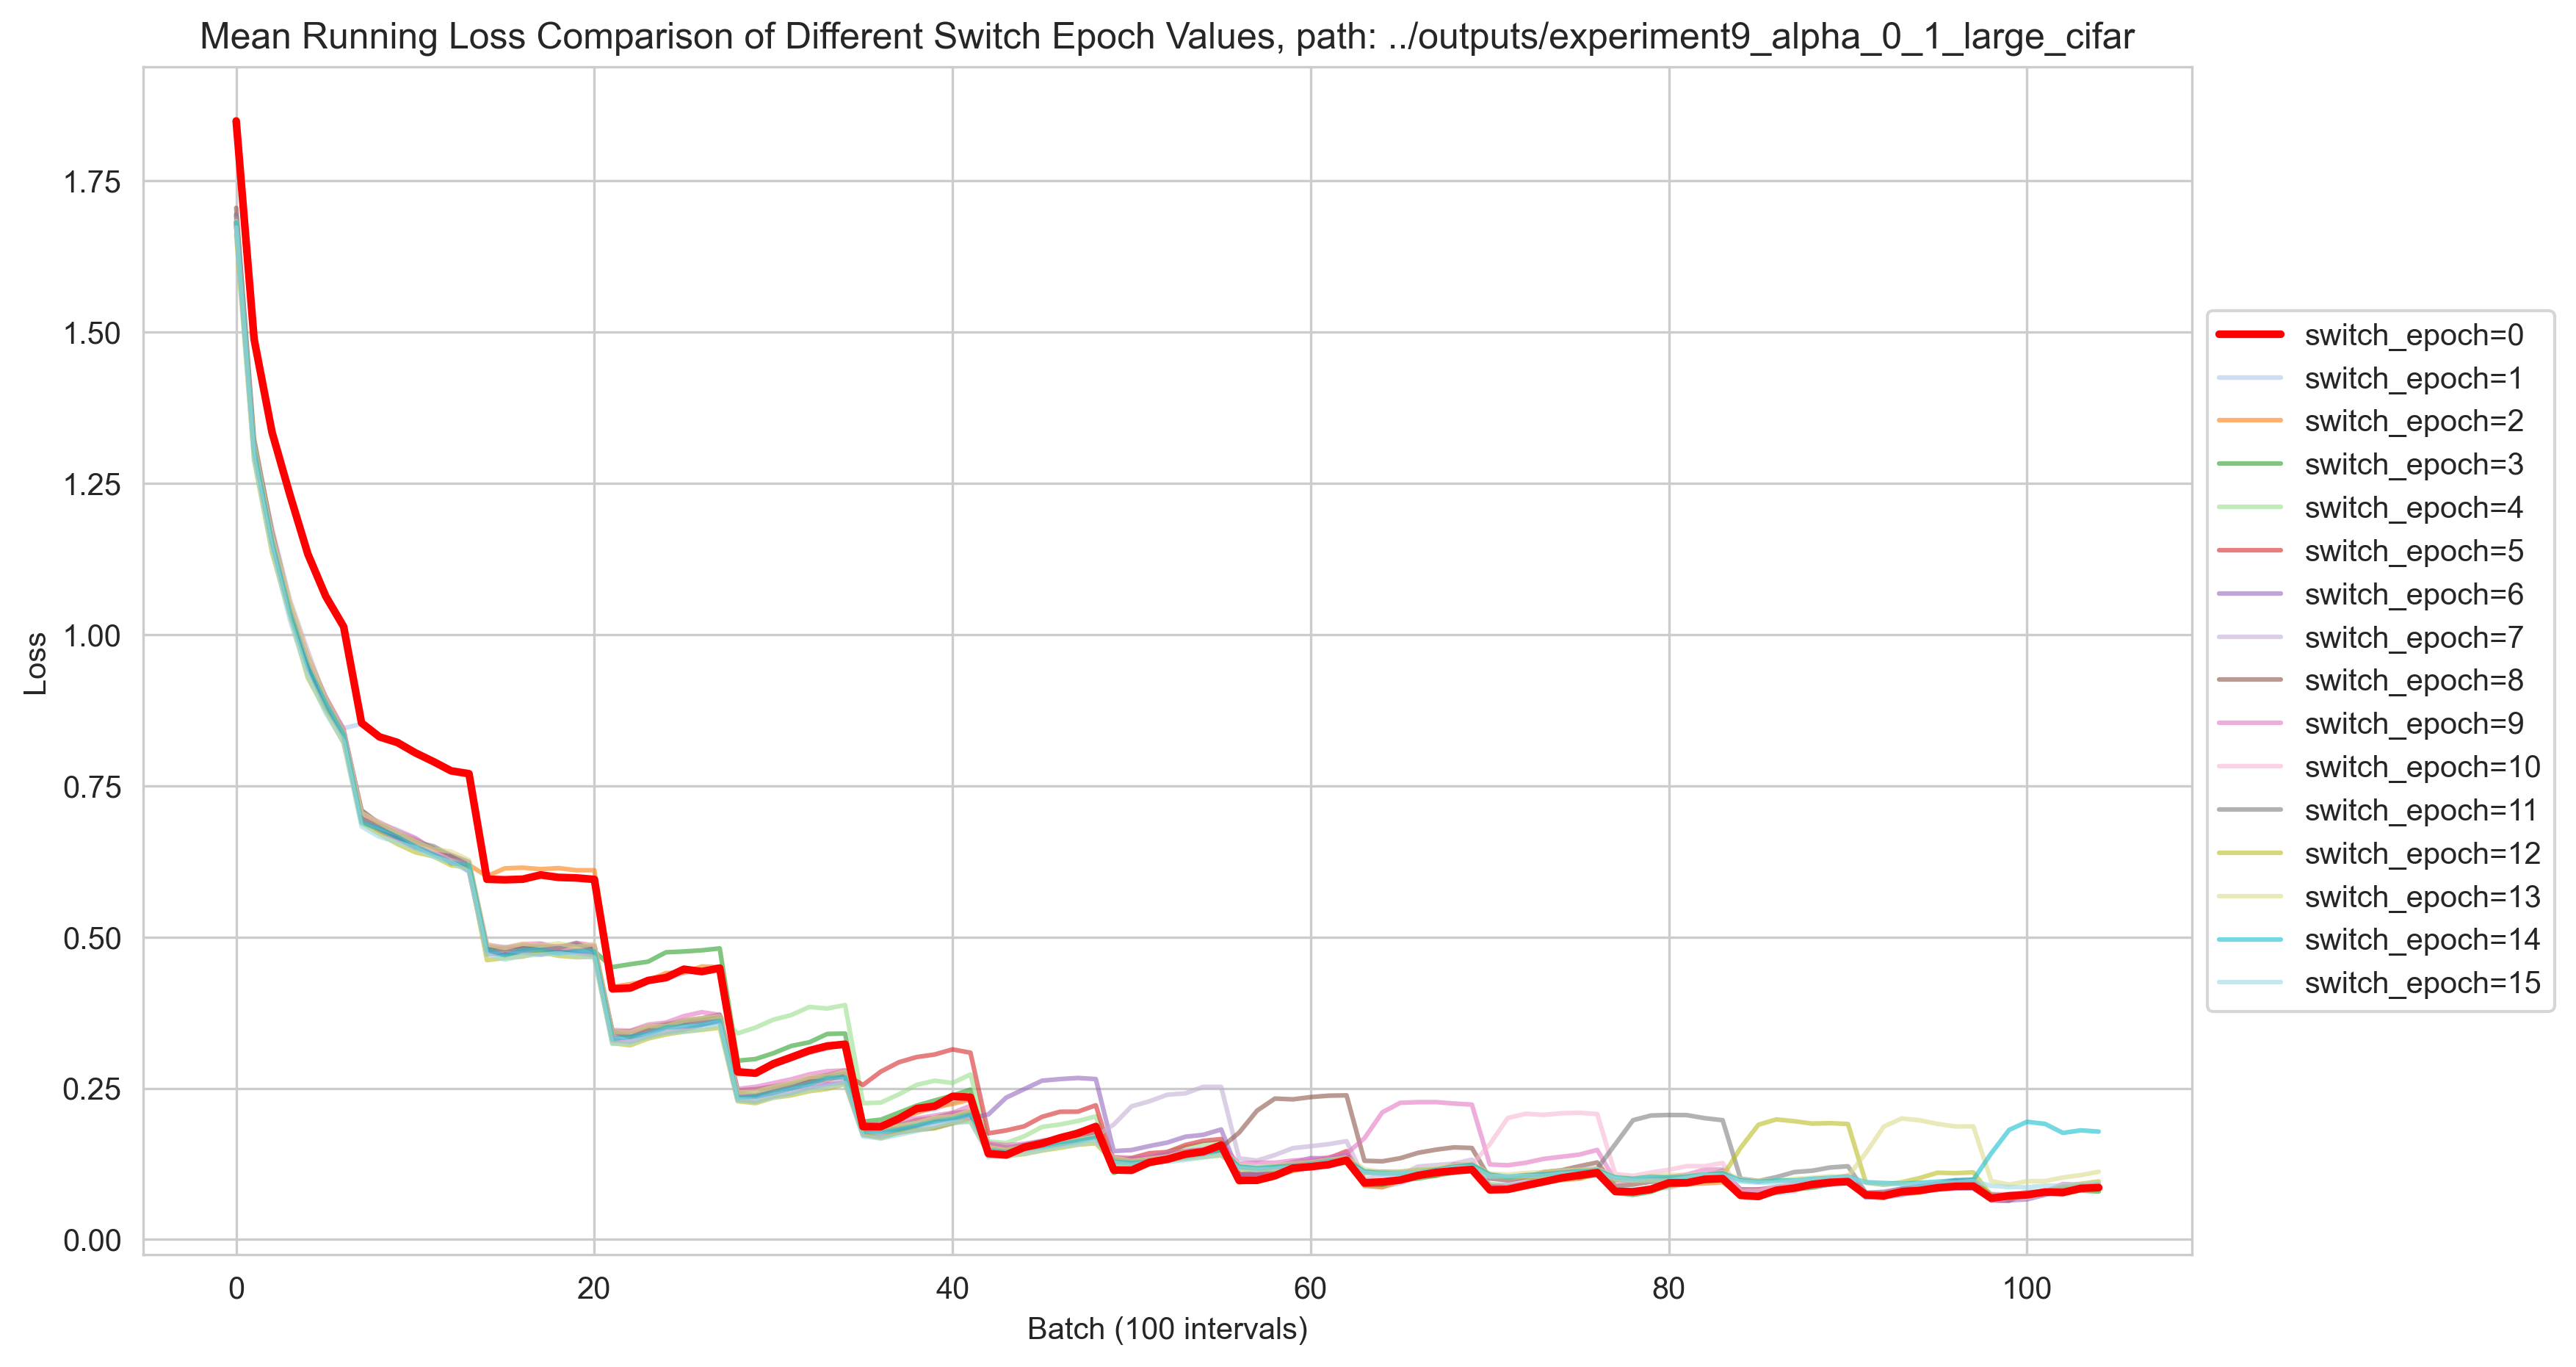 Mean Running Loss Comparison of Different Switch Epoch Values, path: ../outputs/experiment9_alpha_0_1_large_cifar
Loss
1.75
1.50
1.25
1.00
0.75
0.50
0.25
0.00
0
20
40
60
80
100
Batch (100 intervals)
switch_epoch=0
switch_epoch=1
switch_epoch=2
switch_epoch=3
switch_epoch=4
switch_epoch=5
switch_epoch=6
switch_epoch=7
switch_epoch=8
switch_epoch=9
switch_epoch=10
switch_epoch=11
switch_epoch=12
switch_epoch=13
switch_epoch=14
switch_epoch=15